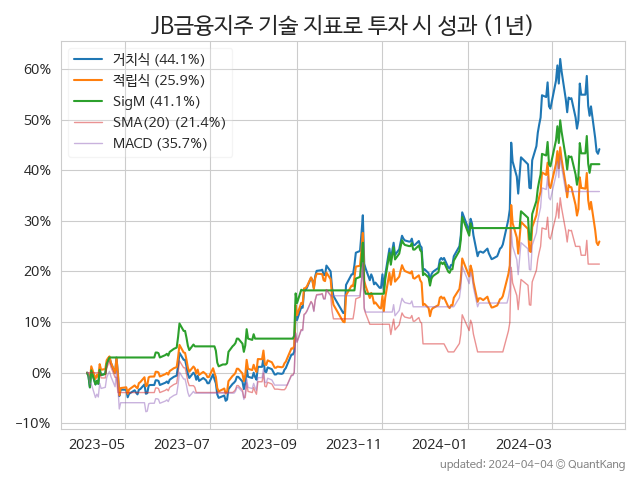 JB금융지주 기술 지표로 투자 시 성과 (1년)
거치식 (44.1%)
적립식 (25.9%)
SigM (41.1%)
SMA(20) (21.4%)
MACD (35.7%)
60%
50%
40%
30%
20%
10%
0%
−10%
2023-05
2023-07
2023-09
2023-11
2024-01
2024-03
updated: 2024-04-04 © QuantKang